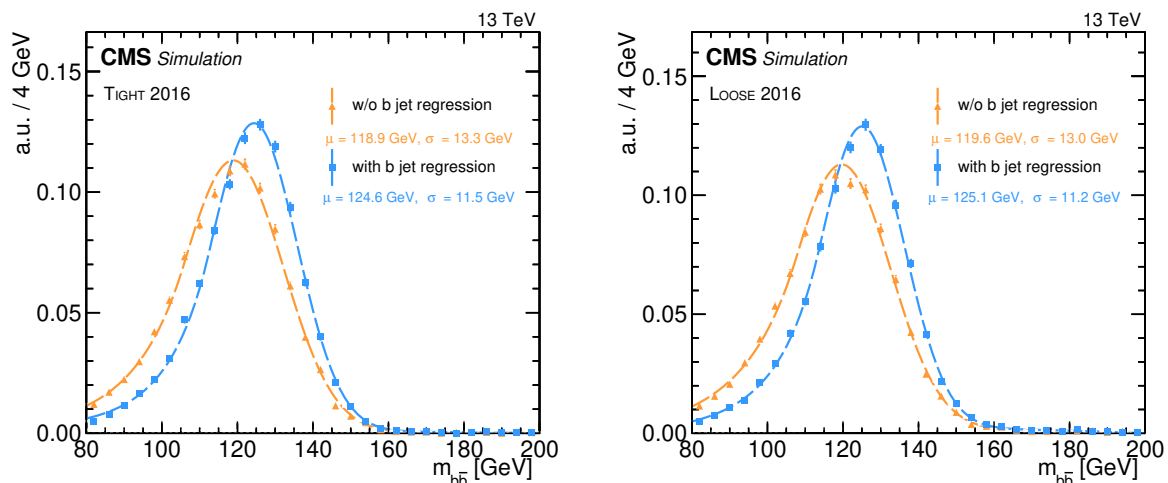 13 TeV
CMS Simulation
TIGHT 2016
w/o b jet regression
μ = 118.9 GeV, σ = 13.3 GeV
with b jet regression
μ = 124.6 GeV, σ = 11.5 GeV
a.u. / 4 GeV
0.15
0.10
0.05
0.00
80 100 120 140 160 180 200
m_{bb̅} [GeV]
13 TeV
CMS Simulation
LOOSE 2016
w/o b jet regression
μ = 119.6 GeV, σ = 13.0 GeV
with b jet regression
μ = 125.1 GeV, σ = 11.2 GeV
a.u. / 4 GeV
0.15
0.10
0.05
0.00
80 100 120 140 160 180 200
m_{bb̅} [GeV]